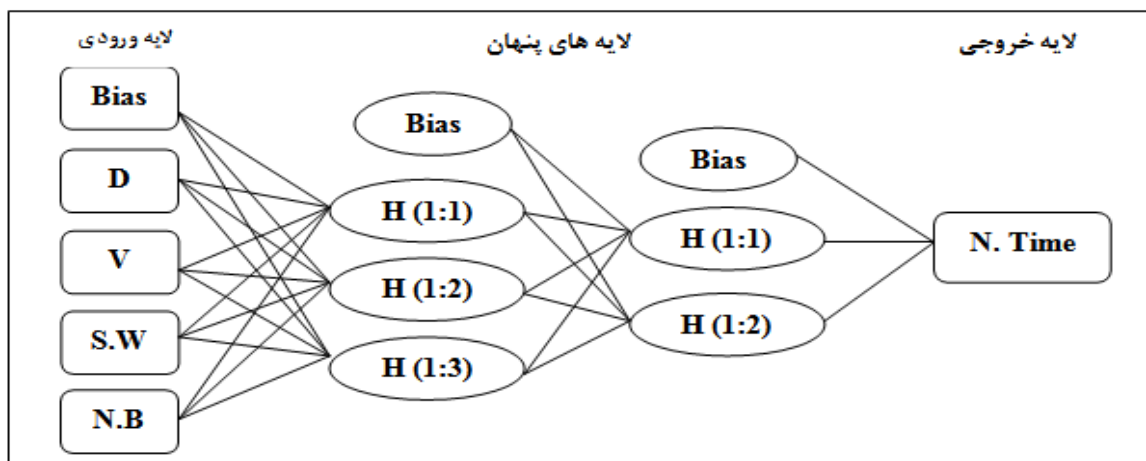 لایه ورودی
لایه های پنهان
لایه خروجی
Bias
D
V
S.W
N.B
Bias
H (1:1)
H (1:2)
H (1:3)
Bias
H (1:1)
H (1:2)
N. Time